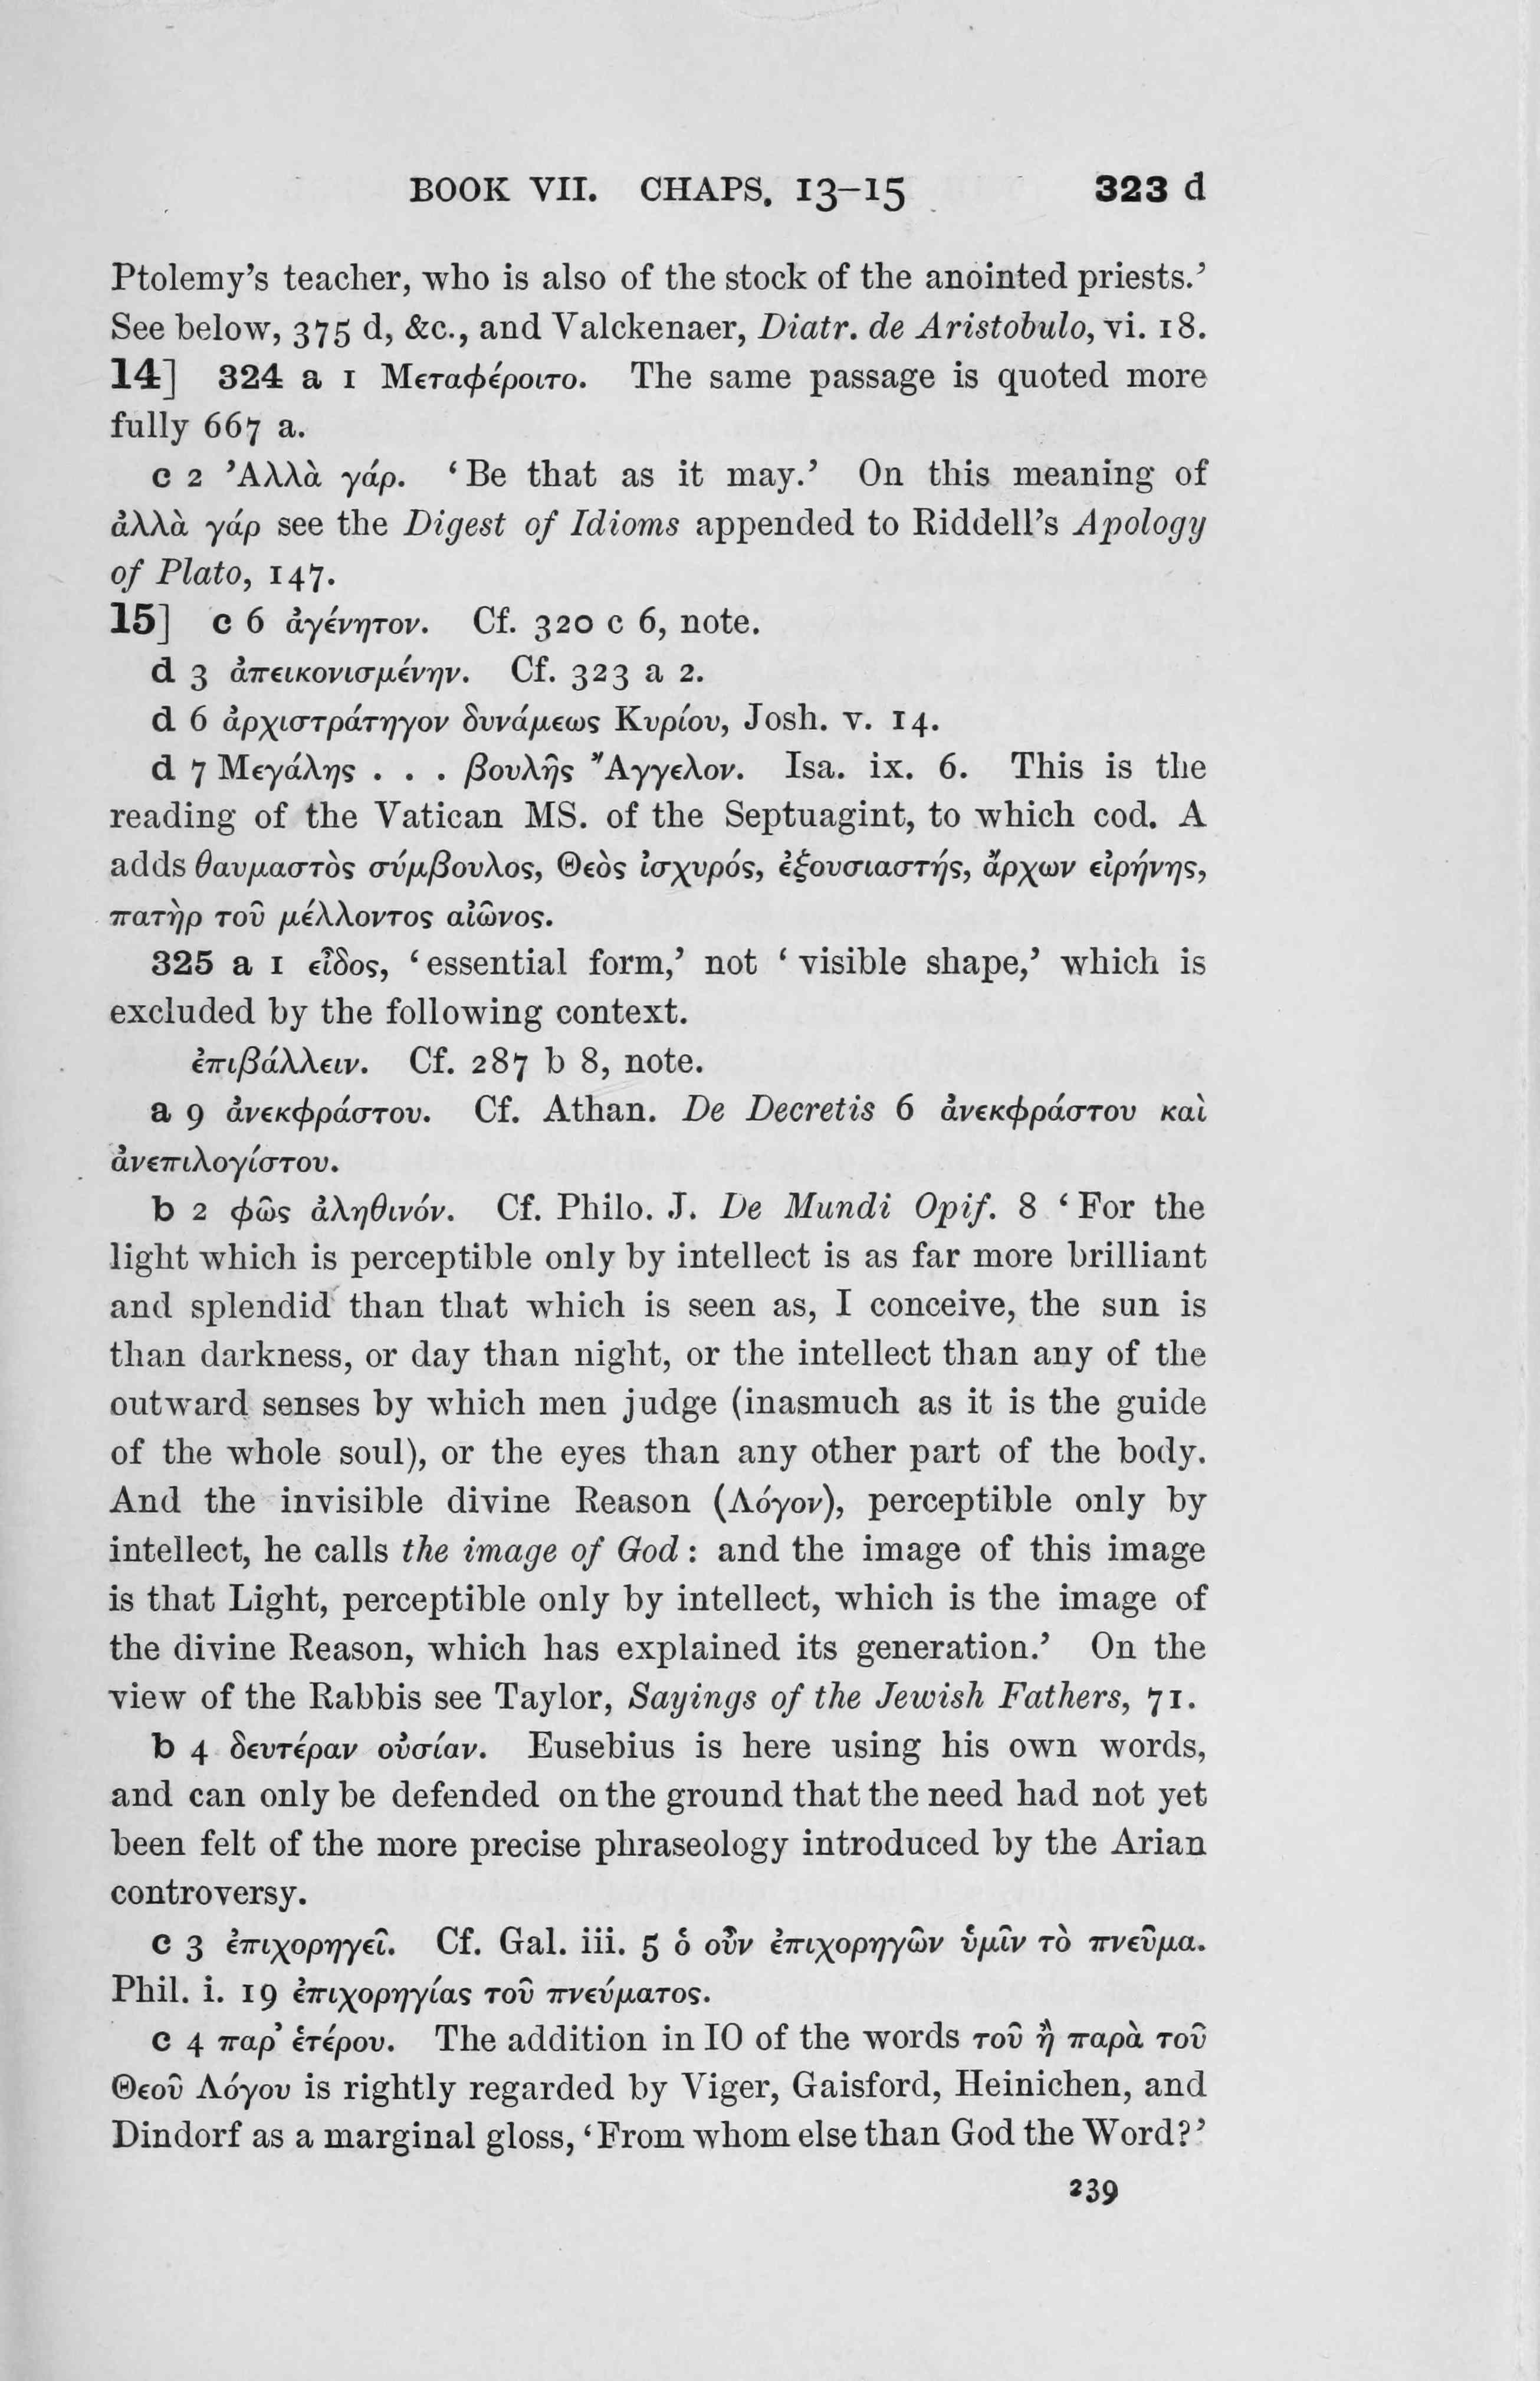 BOOK VII. CHAPS. 13–15 323 d
Ptolemy's teacher, who is also of the stock of the anointed priests.'
See below, 375 d, &c., and Valckenaer, Diatr. de Aristobulo, vi. 18.
14] 324 a 1 Μεταφέροιτο. The same passage is quoted more
fully 667 a.
c 2 Ἀλλὰ γάρ. 'Be that as it may.' On this meaning of
ἀλλὰ γάρ see the Digest of Idioms appended to Riddell's Apology
of Plato, 147.
15] c 6 ἀγένητον. Cf. 320 c 6, note.
d 3 ἀπεικονισμένην. Cf. 323 a 2.
d 6 ἀρχιστράτηγον δυνάμεως Κυρίου, Josh. v. 14.
d 7 Μεγάλης . . . βουλῆς Ἄγγελον. Isa. ix. 6. This is the
reading of the Vatican MS. of the Septuagint, to which cod. A
adds θαυμαστὸς σύμβουλος, Θεὸς ἰσχυρός, ἐξουσιαστής, ἄρχων εἰρήνης,
πατὴρ τοῦ μέλλοντος αἰῶνος.
325 a 1 εἶδος, 'essential form,' not 'visible shape,' which is
excluded by the following context.
ἐπιβάλλειν. Cf. 287 b 8, note.
a 9 ἀνεκφράστου. Cf. Athan. De Decretis 6 ἀνεκφράστου καὶ
ἀνεπιλογίστου.
b 2 φῶς ἀληθινόν. Cf. Philo. J. De Mundi Opif. 8 'For the
light which is perceptible only by intellect is as far more brilliant
and splendid than that which is seen as, I conceive, the sun is
than darkness, or day than night, or the intellect than any of the
outward senses by which men judge (inasmuch as it is the guide
of the whole soul), or the eyes than any other part of the body.
And the invisible divine Reason (Λόγον), perceptible only by
intellect, he calls the image of God: and the image of this image
is that Light, perceptible only by intellect, which is the image of
the divine Reason, which has explained its generation.' On the
view of the Rabbis see Taylor, Sayings of the Jewish Fathers, 71.
b 4 δευτέραν οὐσίαν. Eusebius is here using his own words,
and can only be defended on the ground that the need had not yet
been felt of the more precise phraseology introduced by the Arian
controversy.
c 3 ἐπιχορηγεῖ. Cf. Gal. iii. 5 ὁ οὖν ἐπιχορηγῶν ὑμῖν τὸ πνεῦμα.
Phil. i. 19 ἐπιχορηγίας τοῦ πνεύματος.
c 4 παρ' ἑτέρου. The addition in IO of the words τοῦ ἢ παρὰ τοῦ
Θεοῦ Λόγου is rightly regarded by Viger, Gaisford, Heinichen, and
Dindorf as a marginal gloss, 'From whom else than God the Word?'
239